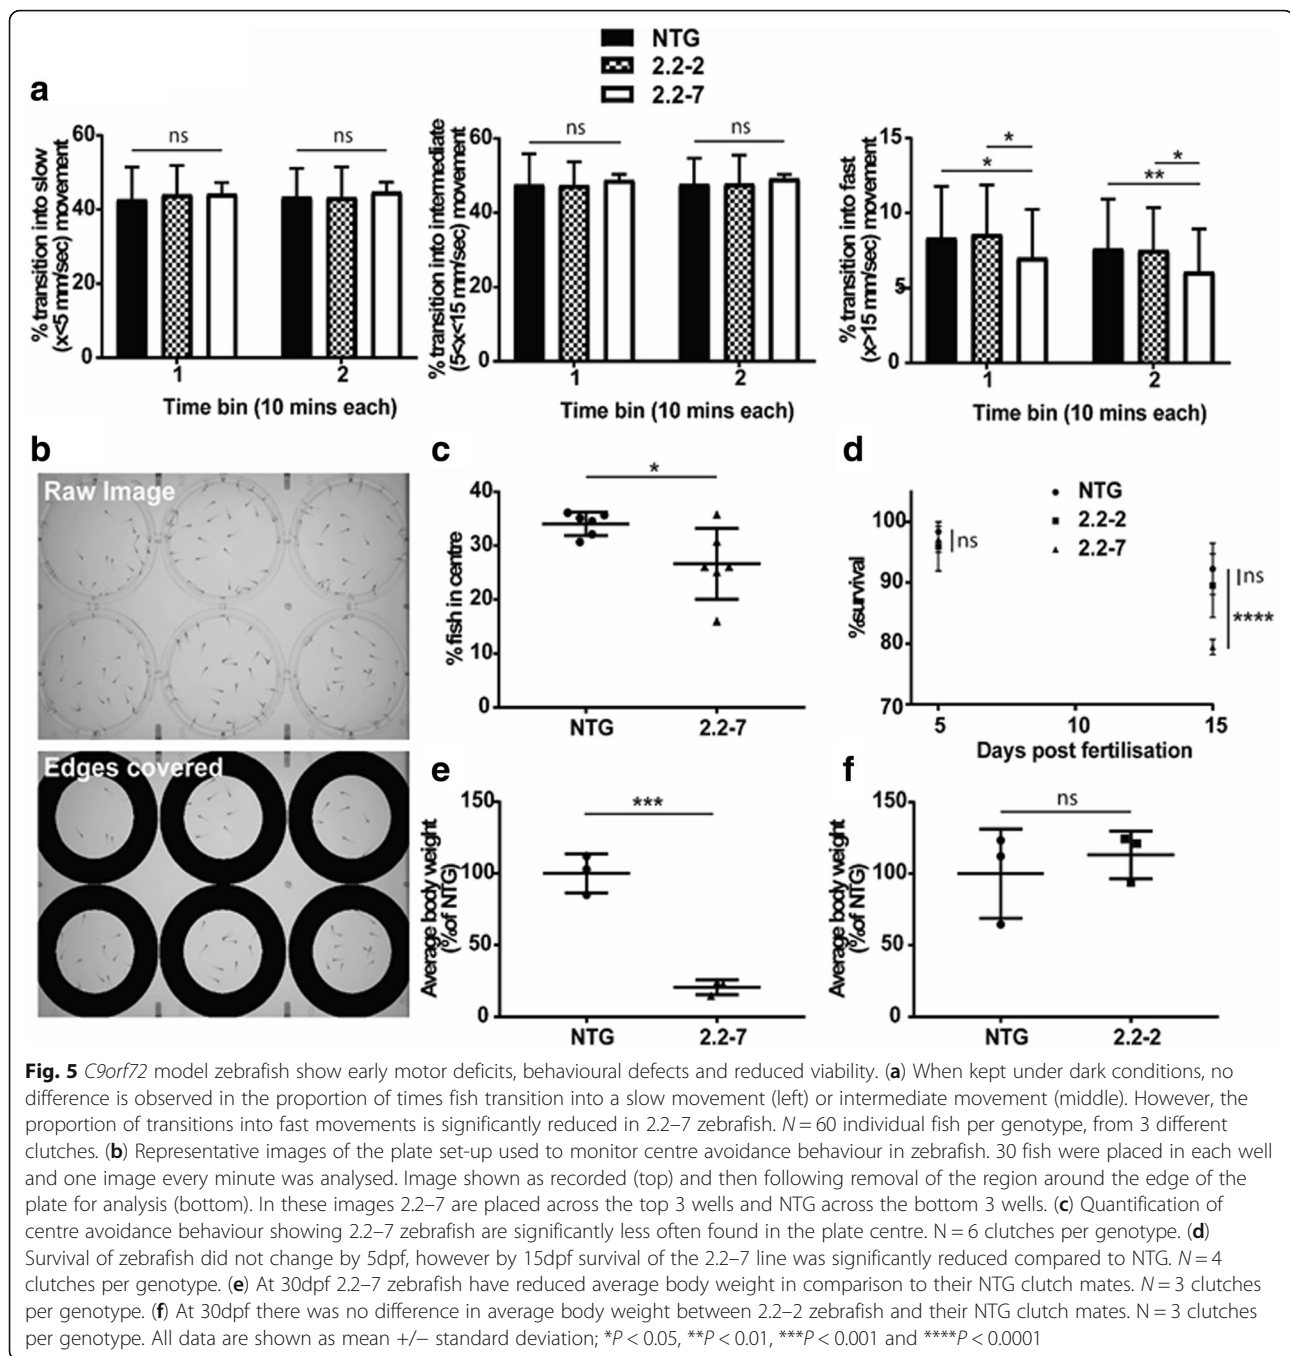 NTG
2.2-2
2.2-7
a
% transition into slow
(x<5 mm/sec) movement
60
40
20
0
ns
ns
1
2
Time bin (10 mins each)
% transition into intermediate
(5<x<15 mm/sec) movement
60
40
20
0
ns
ns
1
2
Time bin (10 mins each)
% transition into fast
(x>15 mm/sec) movement
15
10
5
0
*
*
*
**
1
2
Time bin (10 mins each)
b
Raw Image
Edges covered
c
% fish in centre
40
30
20
10
0
*
NTG
2.2-7
d
%survival
100
90
80
70
NTG
2.2-2
2.2-7
ns
ns
****
5
10
15
Days post fertilisation
e
Average body weight
(%of NTG)
150
100
50
0
***
NTG
2.2-7
f
Average body weight
(%of NTG)
150
100
50
0
ns
NTG
2.2-2
Fig. 5 C9orf72 model zebrafish show early motor deficits, behavioural defects and reduced viability. (a) When kept under dark conditions, no
difference is observed in the proportion of times fish transition into a slow movement (left) or intermediate movement (middle). However, the
proportion of transitions into fast movements is significantly reduced in 2.2–7 zebrafish. N = 60 individual fish per genotype, from 3 different
clutches. (b) Representative images of the plate set-up used to monitor centre avoidance behaviour in zebrafish. 30 fish were placed in each well
and one image every minute was analysed. Image shown as recorded (top) and then following removal of the region around the edge of the
plate for analysis (bottom). In these images 2.2–7 are placed across the top 3 wells and NTG across the bottom 3 wells. (c) Quantification of
centre avoidance behaviour showing 2.2–7 zebrafish are significantly less often found in the plate centre. N = 6 clutches per genotype. (d)
Survival of zebrafish did not change by 5dpf, however by 15dpf survival of the 2.2–7 line was significantly reduced compared to NTG. N = 4
clutches per genotype. (e) At 30dpf 2.2–7 zebrafish have reduced average body weight in comparison to their NTG clutch mates. N = 3 clutches
per genotype. (f) At 30dpf there was no difference in average body weight between 2.2–2 zebrafish and their NTG clutch mates. N = 3 clutches
per genotype. All data are shown as mean +/− standard deviation; *P < 0.05, **P < 0.01, ***P < 0.001 and ****P < 0.0001